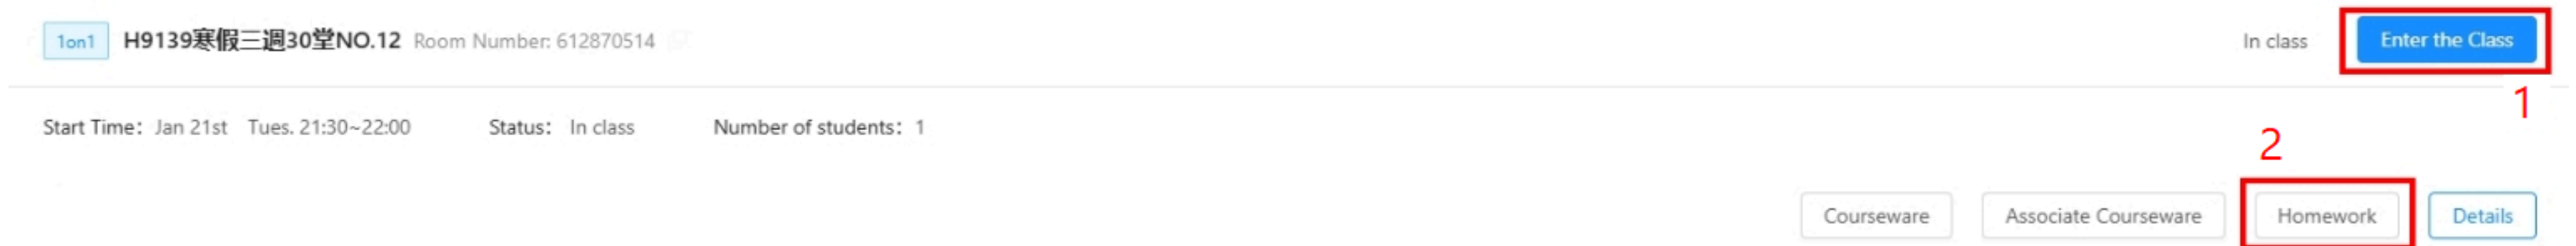 1on1 H9139寒假三週30堂NO.12 Room Number: 612870514 In class Enter the Class
1
Start Time: Jan 21st Tues. 21:30~22:00 Status: In class Number of students: 1
2
Courseware Associate Courseware Homework Details